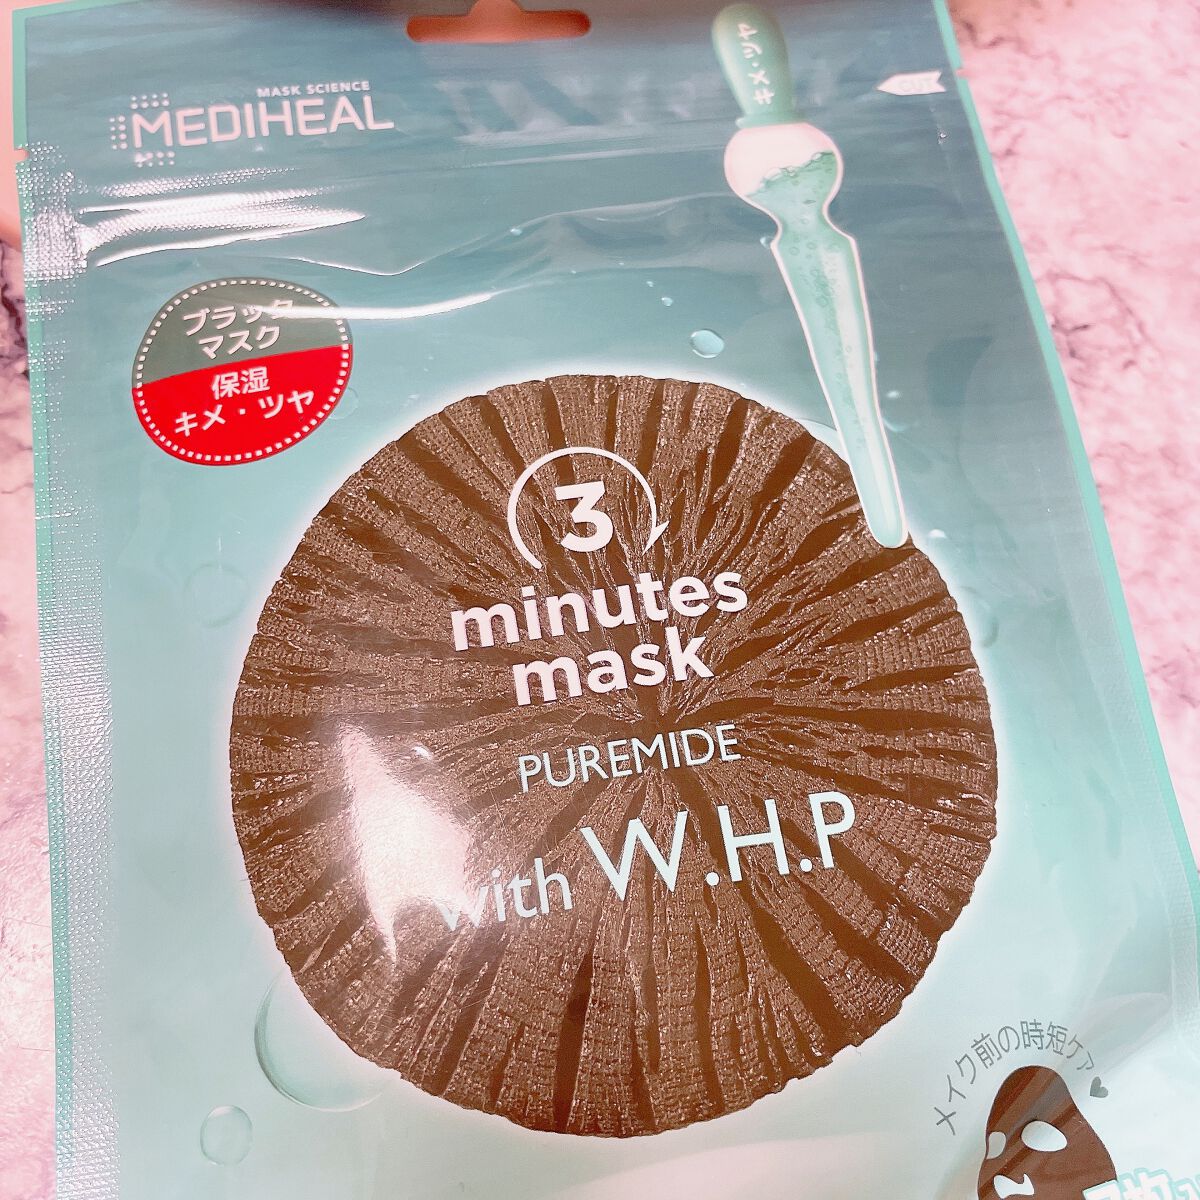 MASK SCIENCE
MEDIHEAL
キメ・ツヤ
CUT
ブラック
マスク
保湿
キメ・ツヤ
3
minutes
mask
PUREMIDE
with W.H.P
メイク前の時短ケア